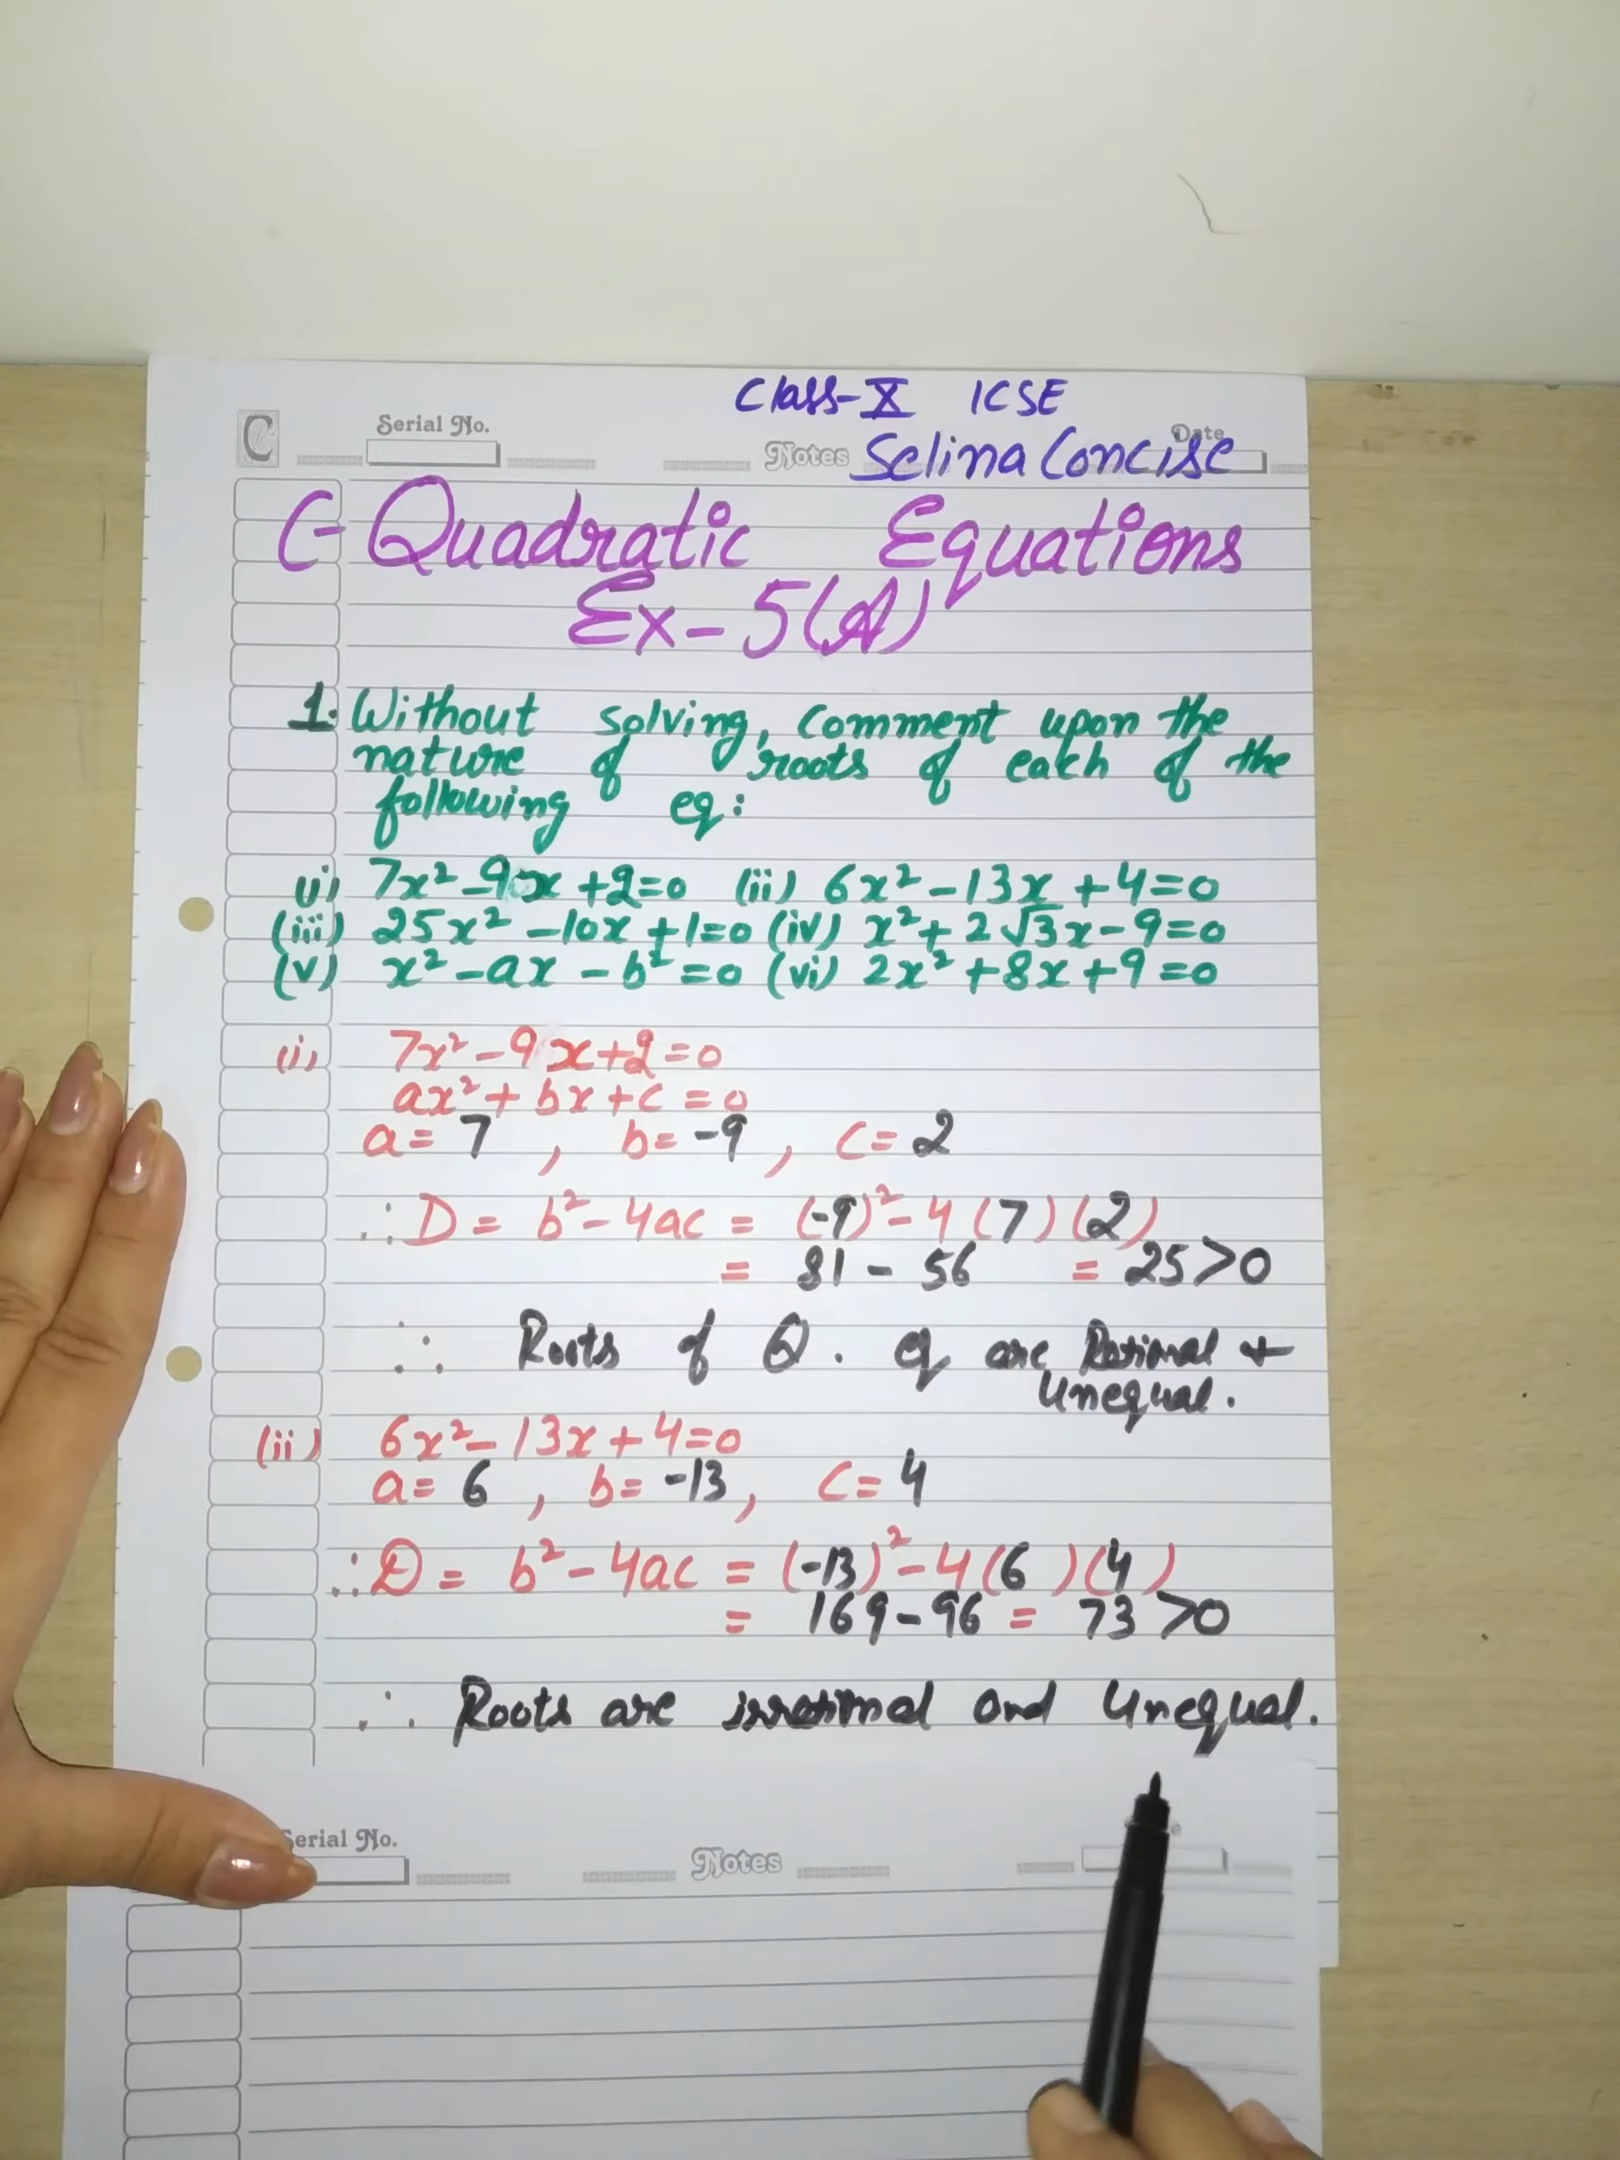 Class-X ICSE
C
Serial No.
Notes
Date
Selina Concise
C- Quadratic Equations
Ex-5(A)
1. Without solving, comment upon the
nature of roots of each of the
following eq:
(i) 7x² - 9x + 2 = 0 (ii) 6x² - 13x + 4 = 0
(iii) 25x² - 10x + 1 = 0 (iv) x² + 2√3x - 9 = 0
(v) x² - ax - b² = 0 (vi) 2x² + 8x + 9 = 0
(i) 7x² - 9x + 2 = 0
ax² + bx + c = 0
a = 7 , b = -9 , c = 2
∴ D = b² - 4ac = (-9)² - 4(7)(2)
= 81 - 56 = 25 > 0
∴ Roots of Q. eq are Rational +
Unequal.
(ii) 6x² - 13x + 4 = 0
a = 6 , b = -13 , c = 4
∴ D = b² - 4ac = (-13)² - 4(6)(4)
= 169 - 96 = 73 > 0
∴ Roots are irrational and Unequal.
Serial No.
Notes